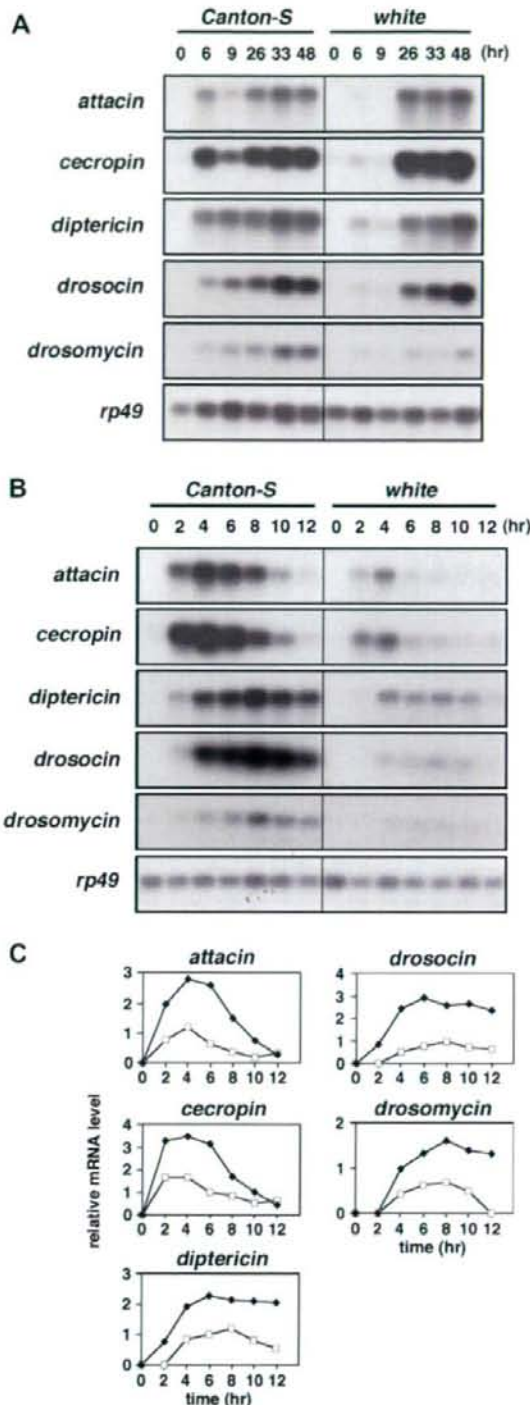 A
Canton-S white
0 6 9 26 33 48 0 6 9 26 33 48 (hr)
attacin
cecropin
diptericin
drosocin
drosomycin
rp49
B
Canton-S white
0 2 4 6 8 10 12 0 2 4 6 8 10 12 (hr)
attacin
cecropin
diptericin
drosocin
drosomycin
rp49
C
relative mRNA level
attacin
3
2
1
0
0 2 4 6 8 10 12
drosocin
4
3
2
1
0
0 2 4 6 8 10 12
cecropin
4
3
2
1
0
0 2 4 6 8 10 12
drosomycin
2
1
0
0 2 4 6 8 10 12
time (hr)
diptericin
3
2
1
0
0 2 4 6 8 10 12
time (hr)